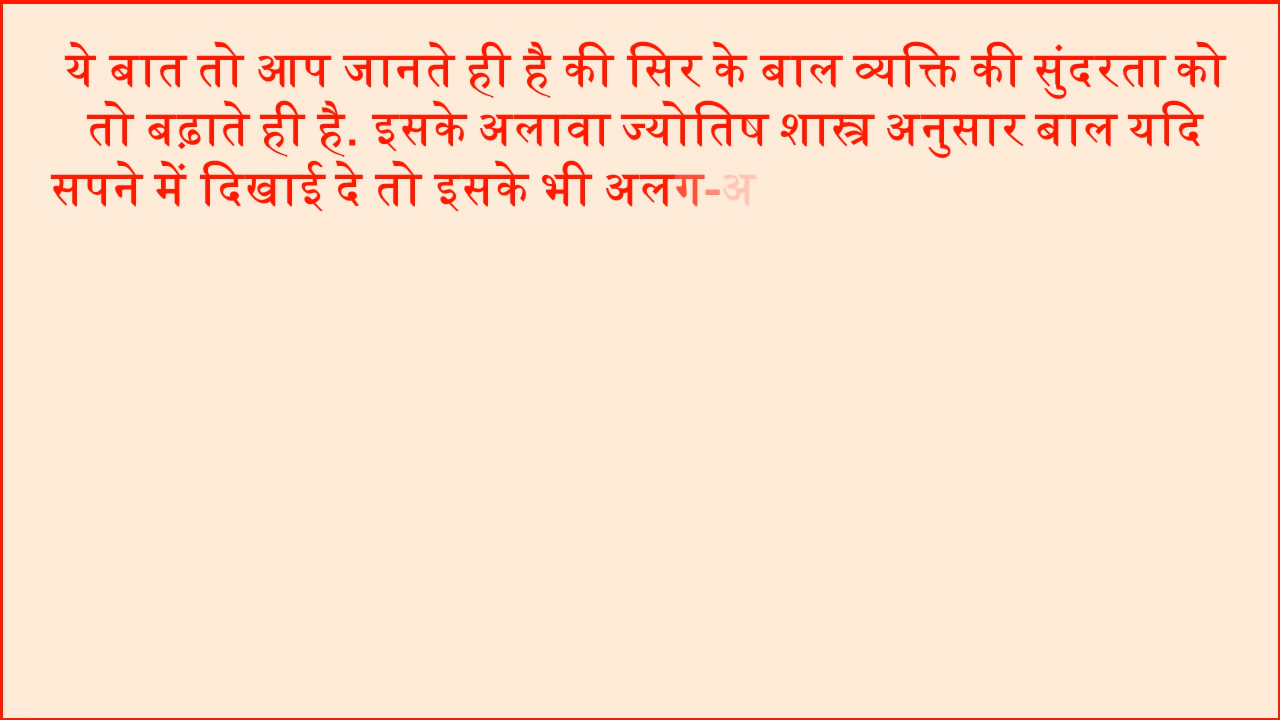 ये बात तो आप जानते ही है की सिर के बाल व्यक्ति की सुंदरता को
तो बढ़ाते ही है. इसके अलावा ज्योतिष शास्त्र अनुसार बाल यदि
सपने में दिखाई दे तो इसके भी अलग-अ